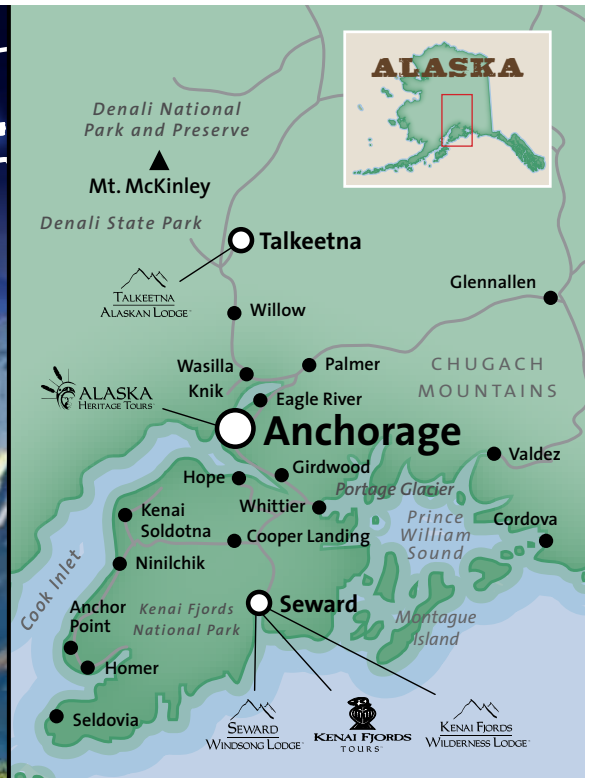 ALASKA
Denali National
Park and Preserve
Mt. McKinley
Denali State Park
Talkeetna
TALKEETNA
ALASKAN LODGE
Glennallen
Willow
Wasilla
Palmer
CHUGACH
MOUNTAINS
Knik
Eagle River
ALASKA
HERITAGE TOURS
Anchorage
Valdez
Girdwood
Hope
Portage Glacier
Whittier
Kenai
Soldotna
Prince
William
Sound
Cordova
Cooper Landing
Ninilchik
Cook Inlet
Anchor
Point
Kenai Fjords
National Park
Seward
Montague
Island
Homer
Seldovia
SEWARD
WINDSONG LODGE
KENAI FJORDS
TOURS
KENAI FJORDS
WILDERNESS LODGE